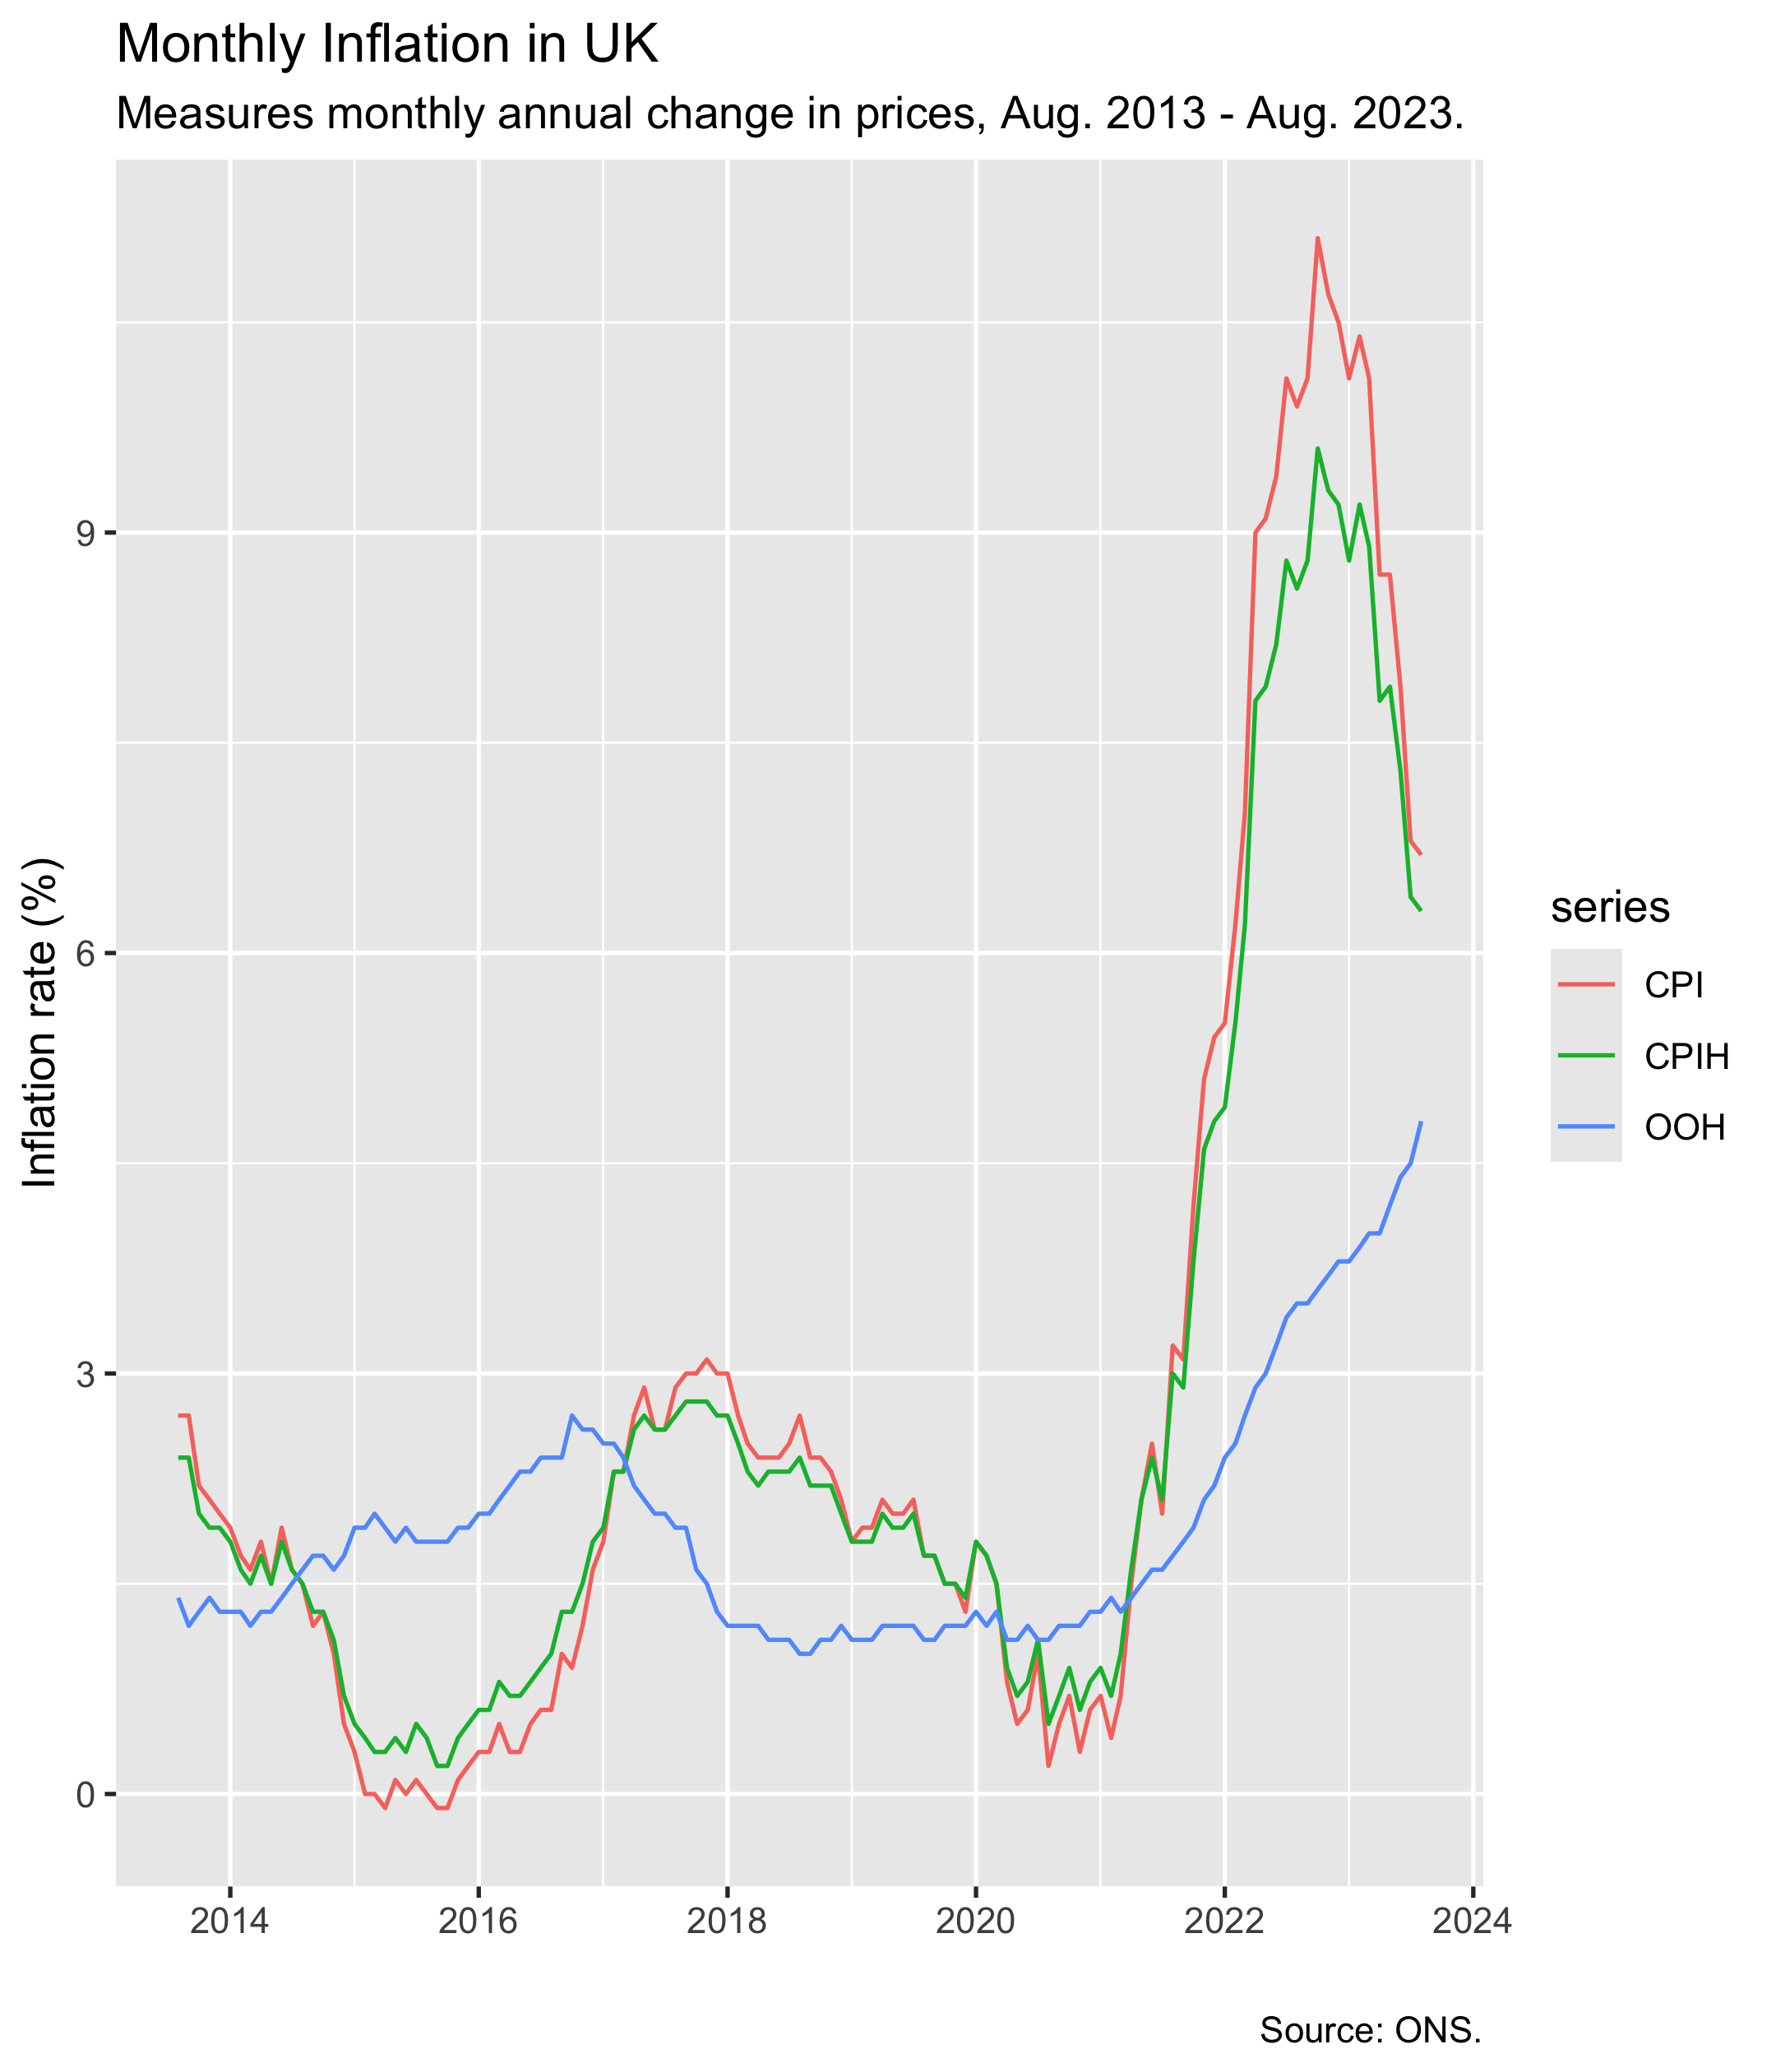 Monthly Inflation in UK
Measures monthly annual change in prices, Aug. 2013 - Aug. 2023.
Inflation rate (%)
9
6
3
0
2014 2016 2018 2020 2022 2024
series
CPI
CPIH
OOH
Source: ONS.